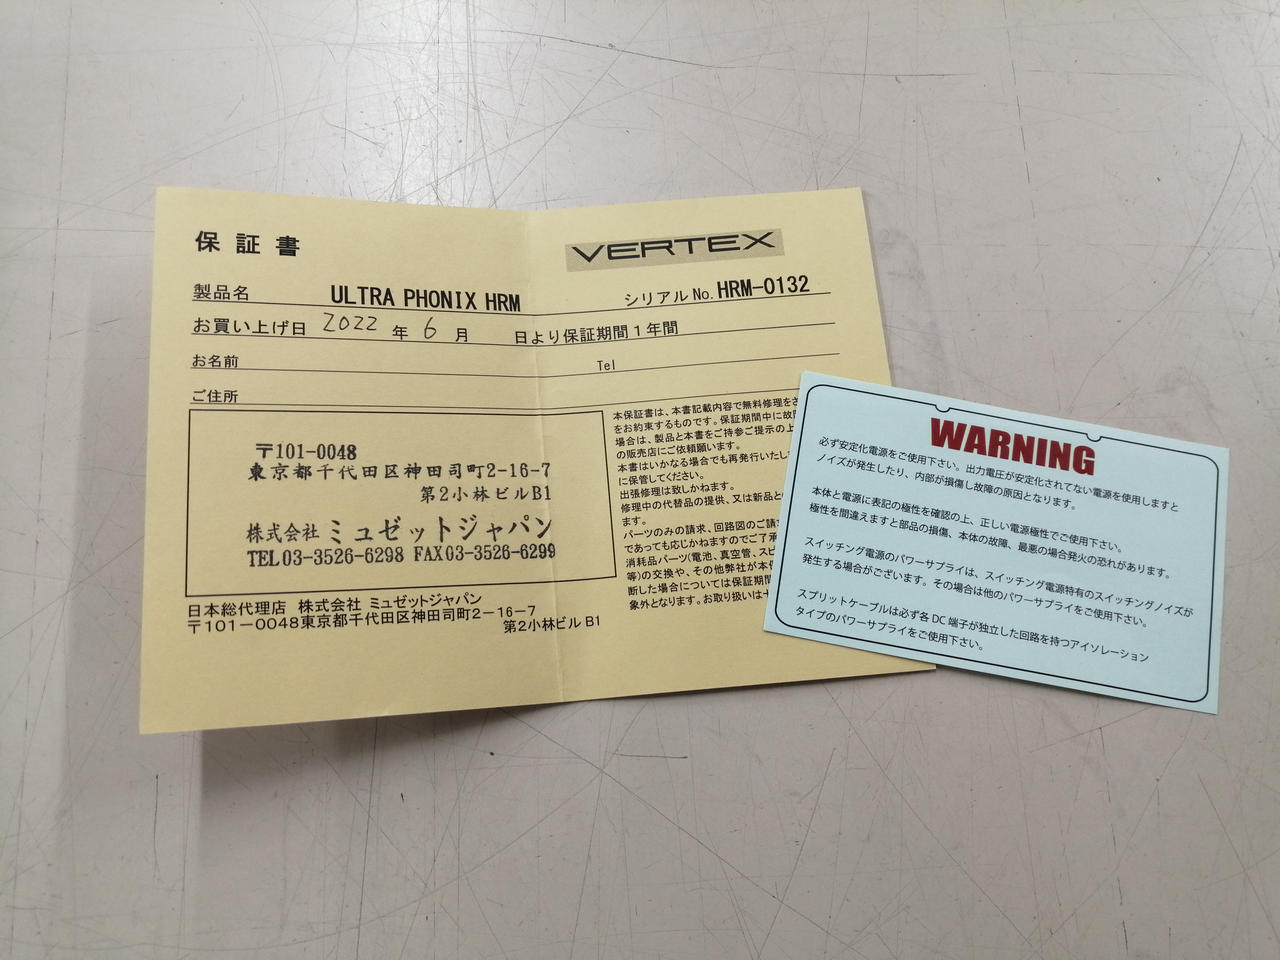 保証書
VERTEX
製品名 ULTRA PHONIX HRM シリアルNo. HRM-0132
お買い上げ日 2022 年 6 月 日より保証期間1年間
お名前 Tel
ご住所
〒101-0048
東京都千代田区神田司町2-16-7
第2小林ビルB1
株式会社 ミュゼットジャパン
TEL03-3526-6298 FAX03-3526-6299
日本総代理店 株式会社 ミュゼットジャパン
〒101-0048東京都千代田区神田司町2-16-7
第2小林ビル B1
本保証書は、本書記載内容で無料修理をさ
をお約束するものです。保証期間中に故
場合は、製品と本書をご持参ご提示の上
の販売店にご依頼願います。
本書はいかなる場合でも再発行いたし
に保管してください。
出張修理は致しかねます。
修理中の代替品の提供、又は新品と
ます。
パーツのみの請求、回路図のご請
であっても応じかねますのでご了
消耗品パーツ(電池、真空管、スピ
等)の交換や、その他弊社が本
断した場合については保証期間
象外となります。お取り扱いは
WARNING
必ず安定化電源をご使用下さい。出力電圧が安定化されてない電源を使用しますと
ノイズが発生したり、内部が損傷し故障の原因となります。
本体と電源に表記の極性を確認の上、正しい電源極性でご使用下さい。
極性を間違えますと部品の損傷、本体の故障、最悪の場合発火の恐れがあります。
スイッチング電源のパワーサプライは、スイッチング電源特有のスイッチングノイズが
発生する場合がございます。その場合は他のパワーサプライをご使用下さい。
スプリットケーブルは必ず各 DC 端子が独立した回路を持つアイソレーション
タイプのパワーサプライをご使用下さい。